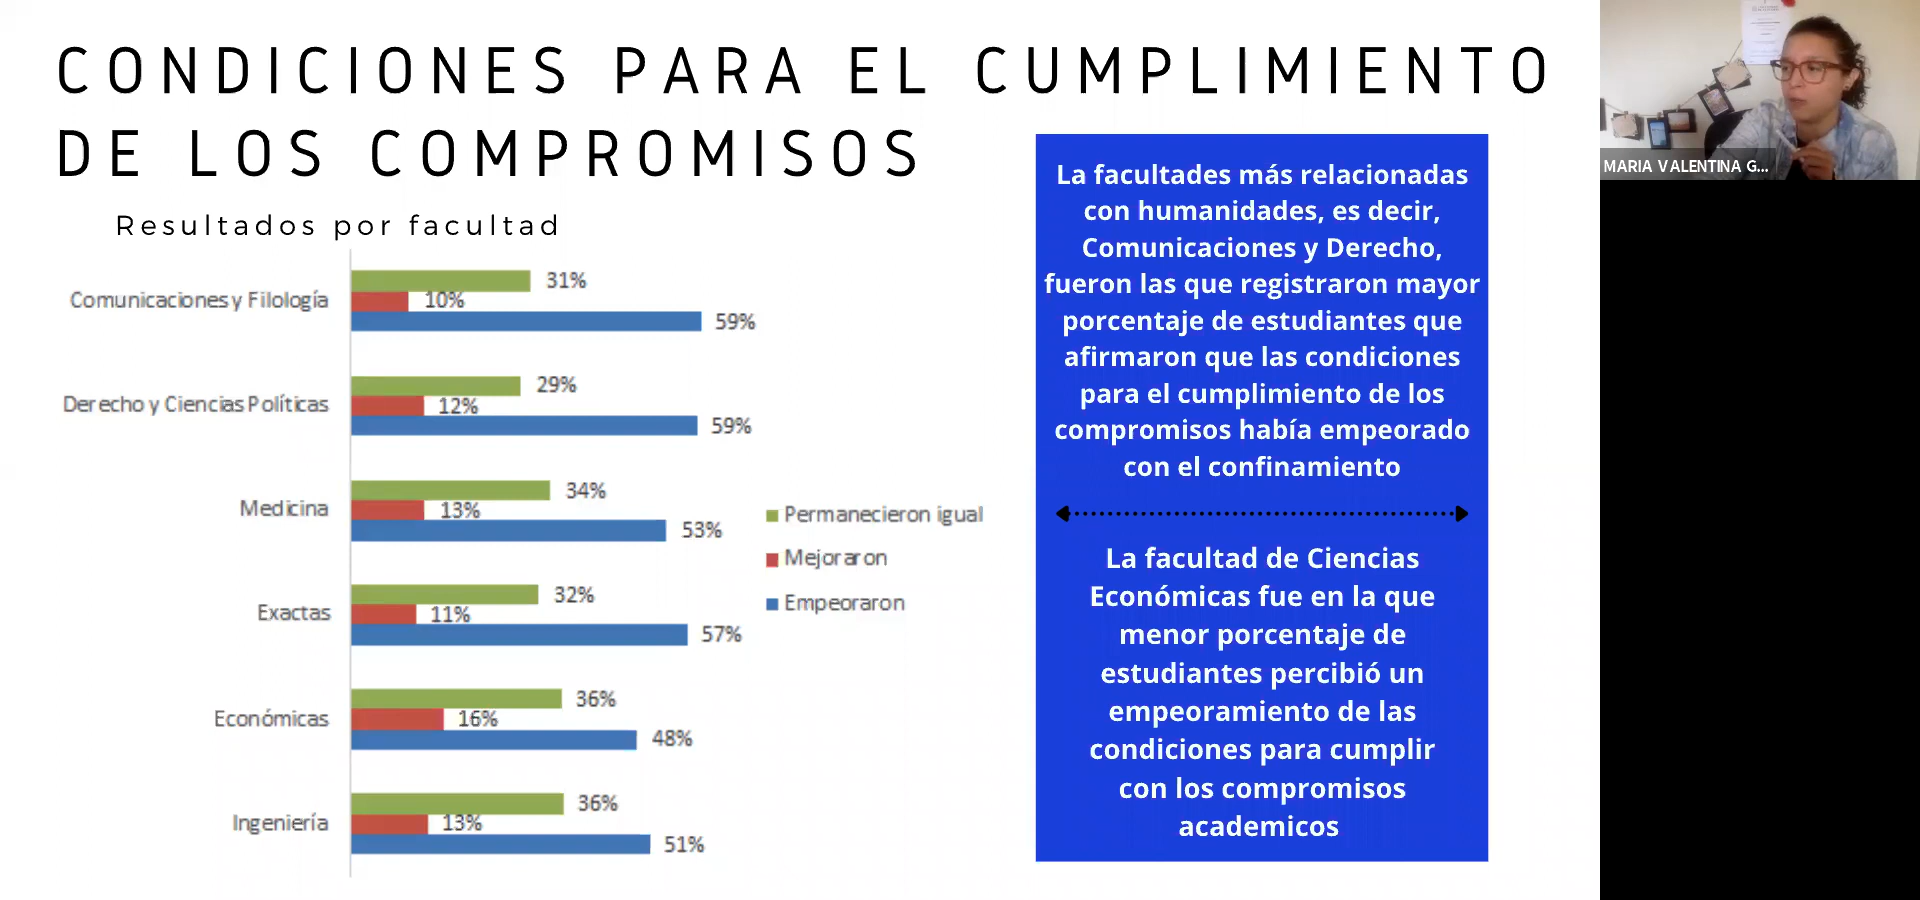 CONDICIONES PARA EL CUMPLIMIENTO
DE LOS COMPROMISOS
Resultados por facultad
Comunicaciones y Filología
31%
10%
59%
Derecho y Ciencias Políticas
29%
12%
59%
Medicina
34%
13%
53%
Exactas
32%
11%
57%
Económicas
36%
16%
48%
Ingeniería
36%
13%
51%
Permanecieron igual
Mejoraron
Empeoraron
La facultades más relacionadas
con humanidades, es decir,
Comunicaciones y Derecho,
fueron las que registraron mayor
porcentaje de estudiantes que
afirmaron que las condiciones
para el cumplimiento de los
compromisos había empeorado
con el confinamiento
La facultad de Ciencias
Económicas fue en la que
menor porcentaje de
estudiantes percibió un
empeoramiento de las
condiciones para cumplir
con los compromisos
academicos
MARIA VALENTINA G...